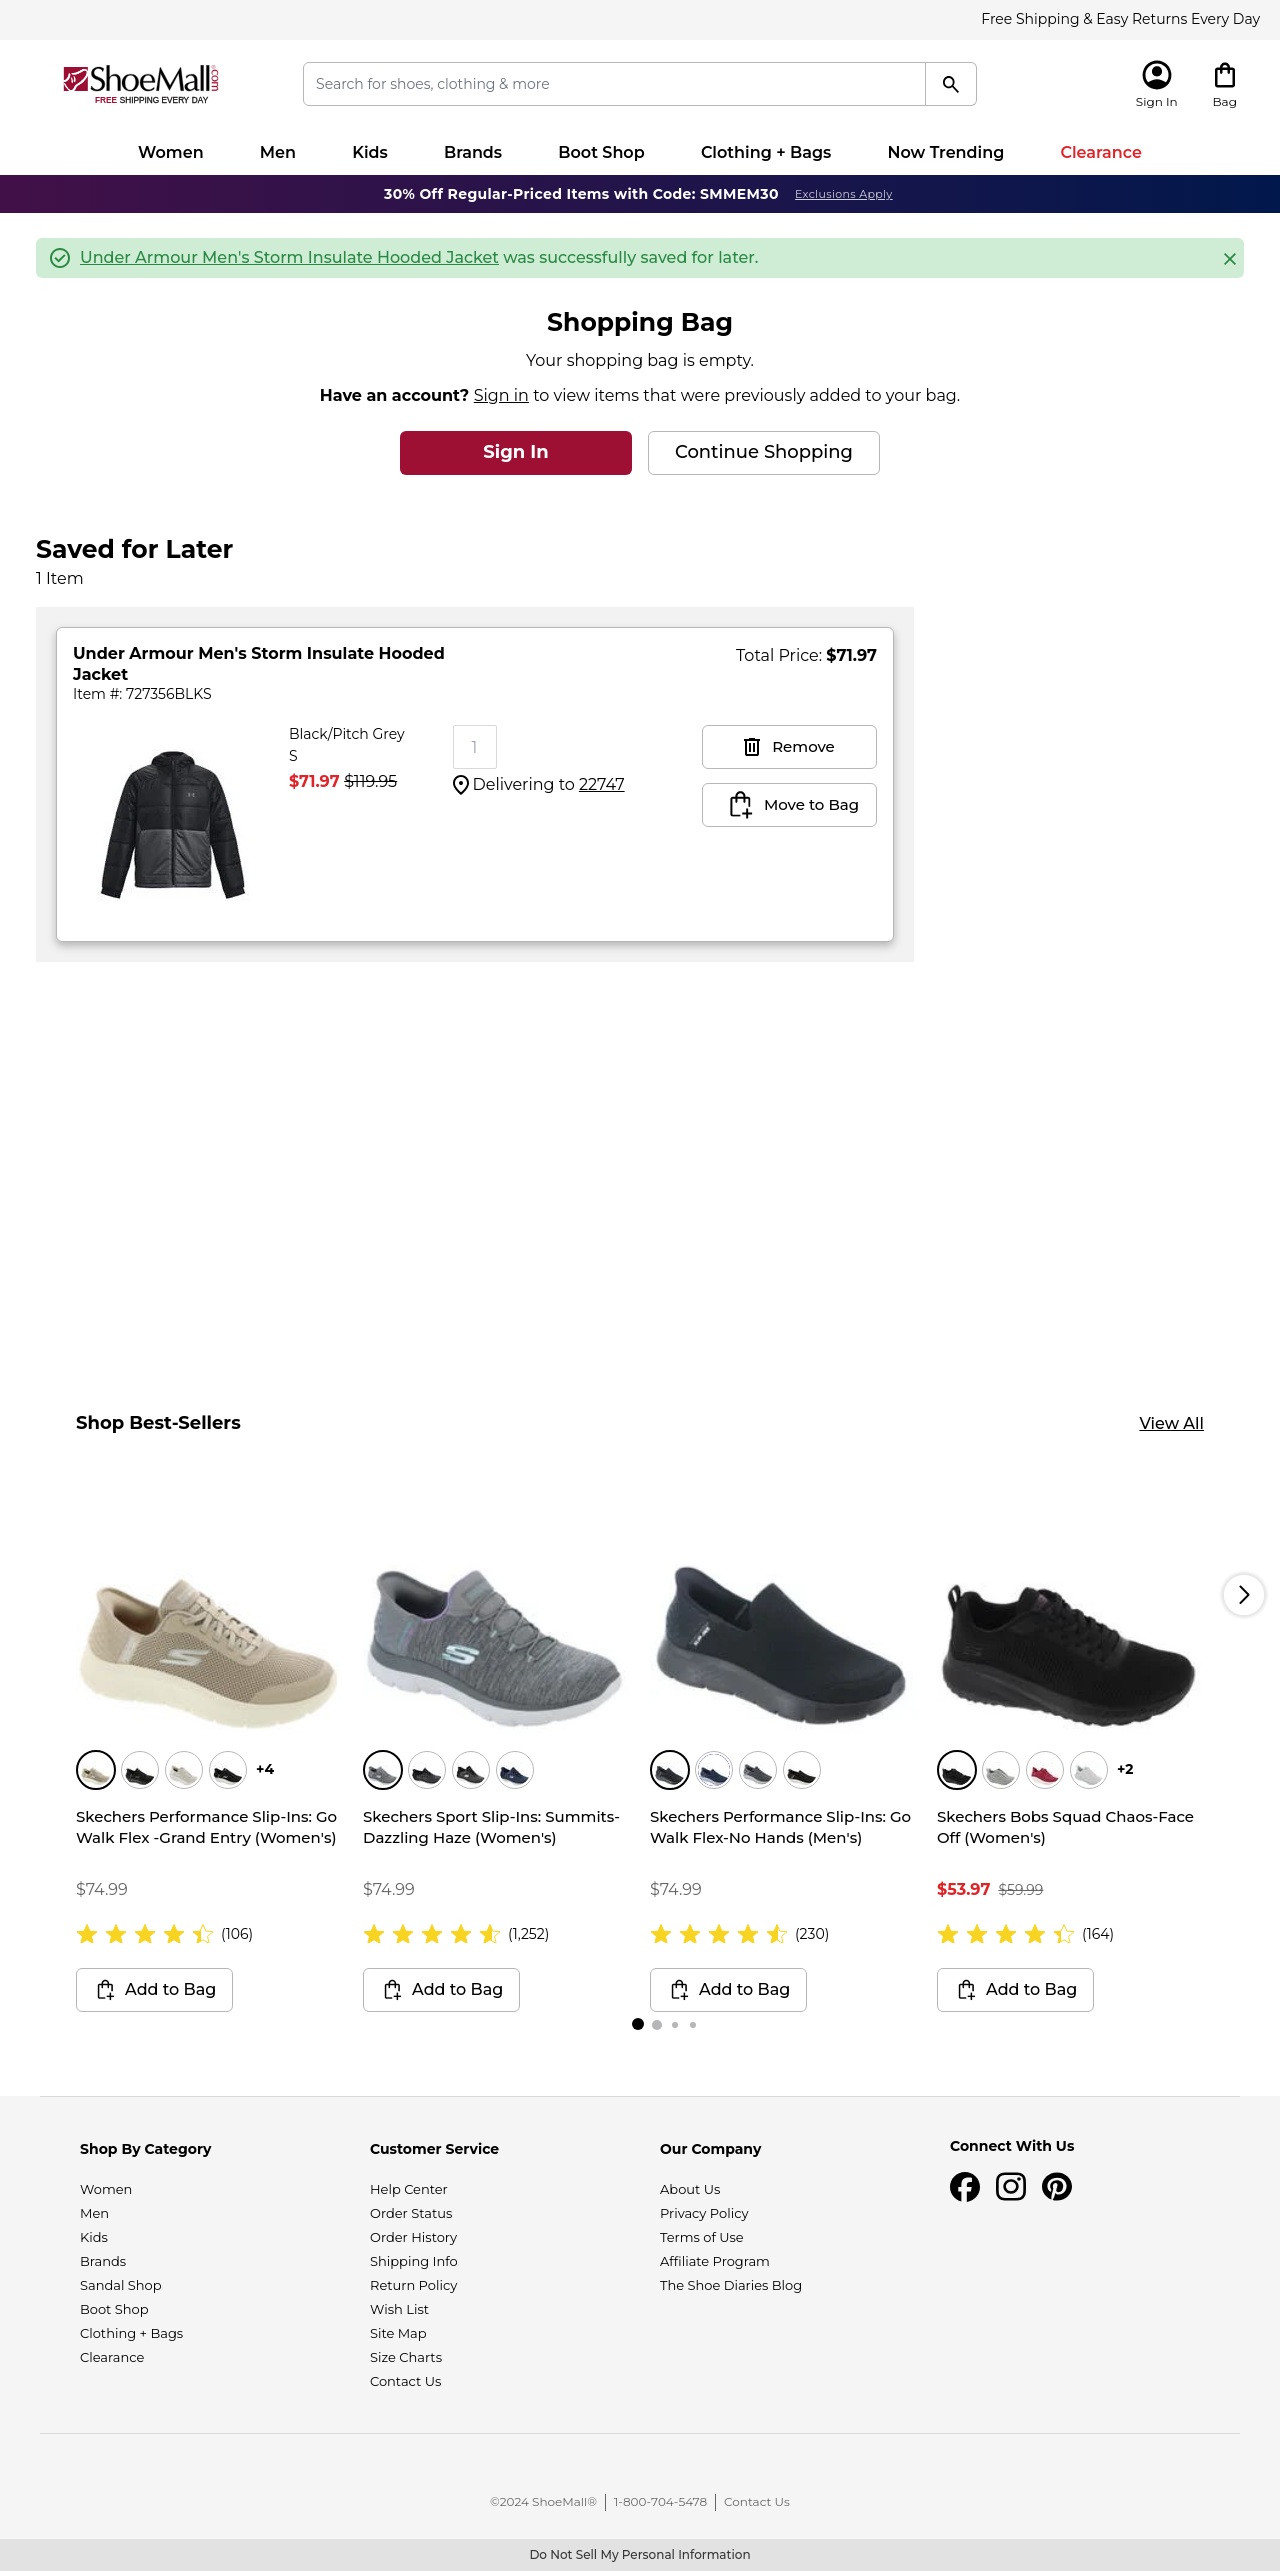 Free Shipping & Easy Returns Every Day
ShoeMall®.com
FREE SHIPPING EVERY DAY
Search for shoes, clothing & more
Sign In
Bag
Women
Men
Kids
Brands
Boot Shop
Clothing + Bags
Now Trending
Clearance
30% Off Regular-Priced Items with Code: SMMEM30 Exclusions Apply
Under Armour Men's Storm Insulate Hooded Jacket was successfully saved for later.
Shopping Bag
Your shopping bag is empty.
Have an account? Sign in to view items that were previously added to your bag.
Sign In
Continue Shopping
Saved for Later
1 Item
Under Armour Men's Storm Insulate Hooded
Jacket
Item #: 727356BLKS
Total Price: $71.97
Black/Pitch Grey
S
$71.97 $119.95
1
Delivering to 22747
Remove
Move to Bag
Shop Best-Sellers
View All
+4
Skechers Performance Slip-Ins: Go
Walk Flex -Grand Entry (Women's)
$74.99
(106)
Add to Bag
Skechers Sport Slip-Ins: Summits-
Dazzling Haze (Women's)
$74.99
(1,252)
Add to Bag
Skechers Performance Slip-Ins: Go
Walk Flex-No Hands (Men's)
$74.99
(230)
Add to Bag
+2
Skechers Bobs Squad Chaos-Face
Off (Women's)
$53.97 $59.99
(164)
Add to Bag
Shop By Category
Women
Men
Kids
Brands
Sandal Shop
Boot Shop
Clothing + Bags
Clearance
Customer Service
Help Center
Order Status
Order History
Shipping Info
Return Policy
Wish List
Site Map
Size Charts
Contact Us
Our Company
About Us
Privacy Policy
Terms of Use
Affiliate Program
The Shoe Diaries Blog
Connect With Us
©2024 ShoeMall®
1-800-704-5478
Contact Us
Do Not Sell My Personal Information